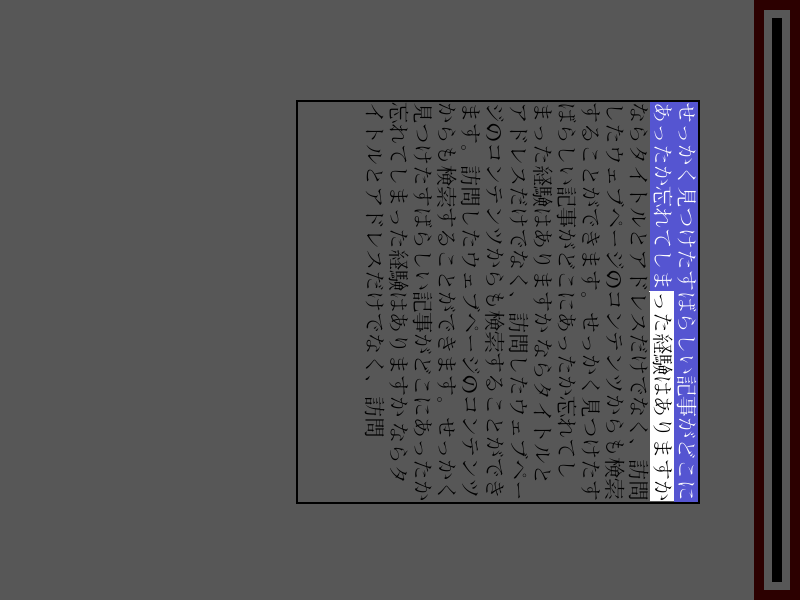 せっかく見つけたすばらしい記事がどこに
あったか忘れてしまった経験はありますか
ならタイトルとアドレスだけでなく、訪問
したウェブページのコンテンツからも検索
することができます。せっかく見つけたす
ばらしい記事がどこにあったか忘れてし
まった経験はありますかならタイトルと
アドレスだけでなく、訪問したウェブペー
ジのコンテンツからも検索することができ
ます。訪問したウェブページのコンテンツ
からも検索することができます。せっかく
見つけたすばらしい記事がどこにあったか
忘れてしまった経験はありますかならタ
イトルとアドレスだけでなく、訪問